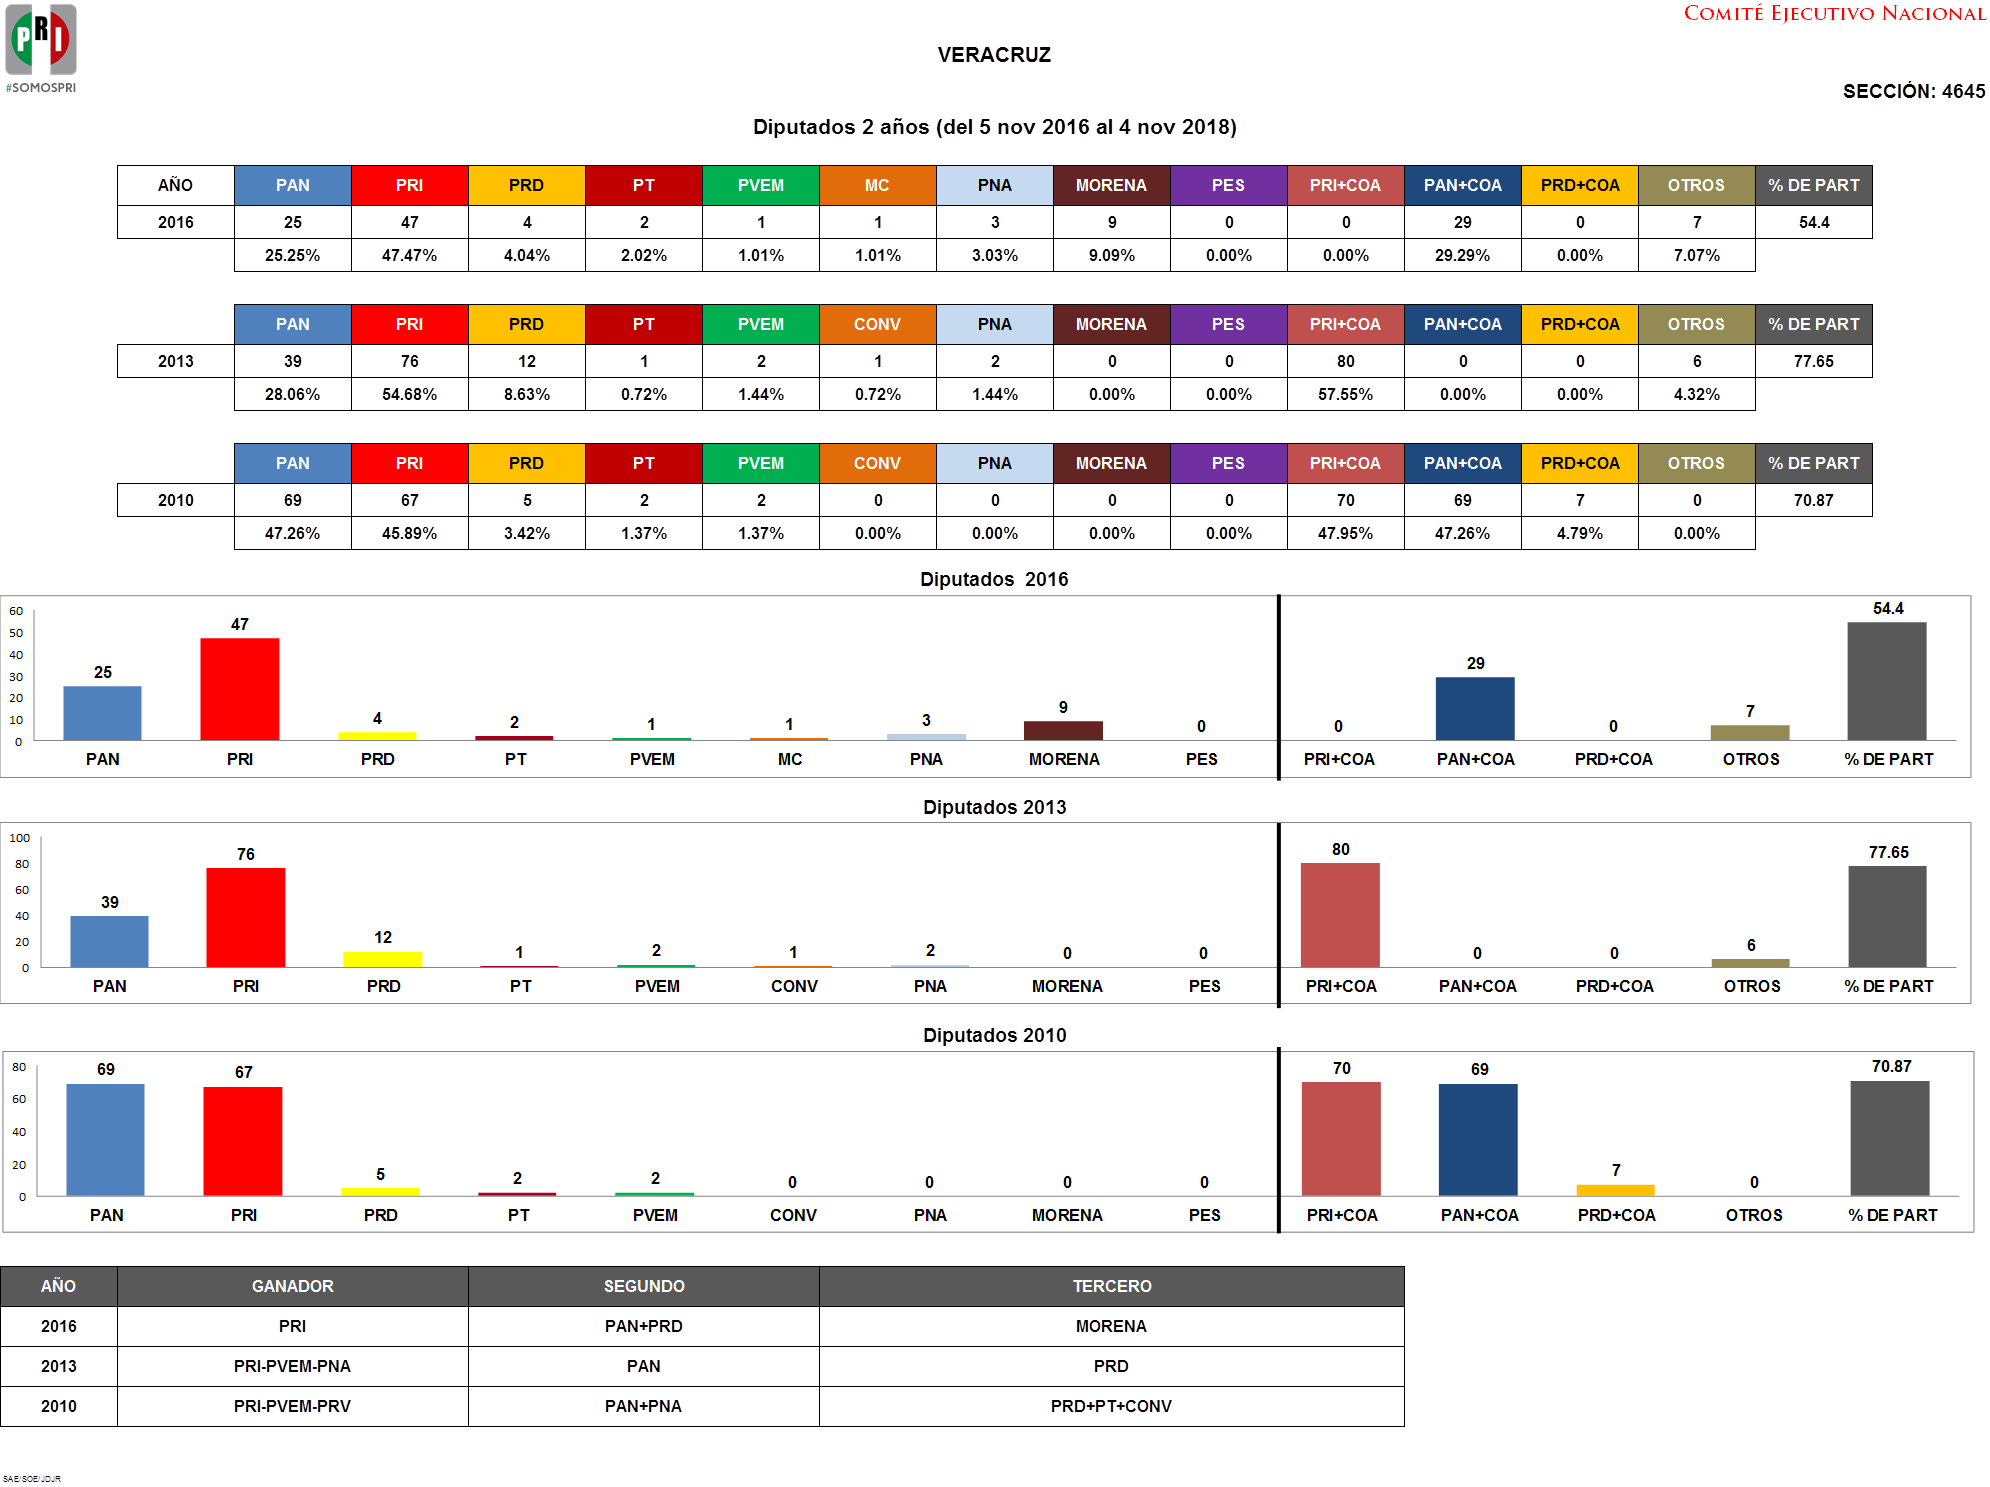 PRI
#SOMOSPRI
COMITÉ EJECUTIVO NACIONAL
VERACRUZ
SECCIÓN: 4645
Diputados 2 años (del 5 nov 2016 al 4 nov 2018)
AÑO PAN PRI PRD PT PVEM MC PNA MORENA PES PRI+COA PAN+COA PRD+COA OTROS % DE PART
2016 25 47 4 2 1 1 3 9 0 0 29 0 7 54.4
25.25% 47.47% 4.04% 2.02% 1.01% 1.01% 3.03% 9.09% 0.00% 0.00% 29.29% 0.00% 7.07%
PAN PRI PRD PT PVEM CONV PNA MORENA PES PRI+COA PAN+COA PRD+COA OTROS % DE PART
2013 39 76 12 1 2 1 2 0 0 80 0 0 6 77.65
28.06% 54.68% 8.63% 0.72% 1.44% 0.72% 1.44% 0.00% 0.00% 57.55% 0.00% 0.00% 4.32%
PAN PRI PRD PT PVEM CONV PNA MORENA PES PRI+COA PAN+COA PRD+COA OTROS % DE PART
2010 69 67 5 2 2 0 0 0 0 70 69 7 0 70.87
47.26% 45.89% 3.42% 1.37% 1.37% 0.00% 0.00% 0.00% 0.00% 47.95% 47.26% 4.79% 0.00%
Diputados 2016
60
50
40
30
20
10
0
25 47 4 2 1 1 3 9 0 0 29 0 7 54.4
PAN PRI PRD PT PVEM MC PNA MORENA PES PRI+COA PAN+COA PRD+COA OTROS % DE PART
Diputados 2013
100
80
60
40
20
0
39 76 12 1 2 1 2 0 0 80 0 0 6 77.65
PAN PRI PRD PT PVEM CONV PNA MORENA PES PRI+COA PAN+COA PRD+COA OTROS % DE PART
Diputados 2010
80
60
40
20
0
69 67 5 2 2 0 0 0 0 70 69 7 0 70.87
PAN PRI PRD PT PVEM CONV PNA MORENA PES PRI+COA PAN+COA PRD+COA OTROS % DE PART
AÑO GANADOR SEGUNDO TERCERO
2016 PRI PAN+PRD MORENA
2013 PRI-PVEM-PNA PAN PRD
2010 PRI-PVEM-PRV PAN+PNA PRD+PT+CONV
SAE/SOE/JDJR